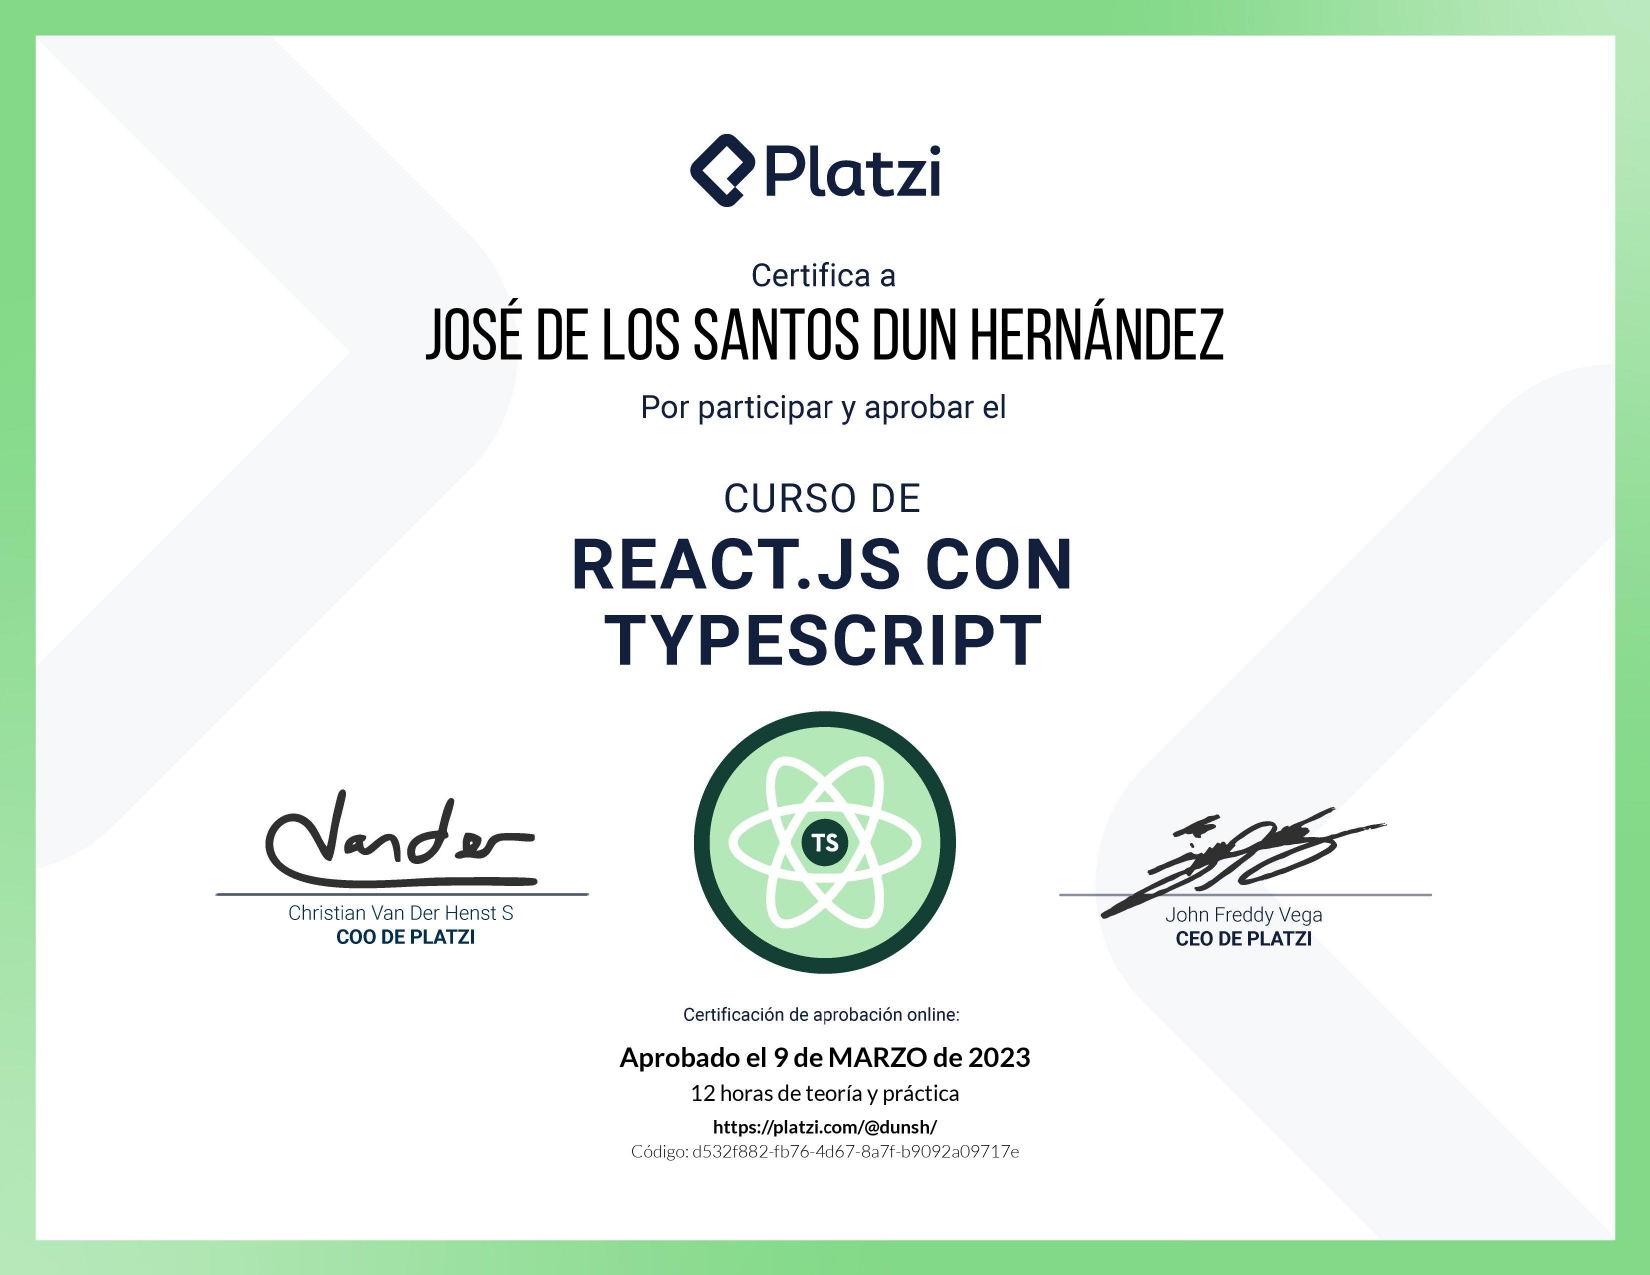 Platzi
Certifica a
JOSÉ DE LOS SANTOS DUN HERNÁNDEZ
Por participar y aprobar el
CURSO DE
REACT.JS CON
TYPESCRIPT
TS
Vander
Christian Van Der Henst S
COO DE PLATZI
John Freddy Vega
CEO DE PLATZI
Certificación de aprobación online:
Aprobado el 9 de MARZO de 2023
12 horas de teoría y práctica
https://platzi.com/@dunsh/
Código: d532f882-fb76-4d67-8a7f-b9092a09717e